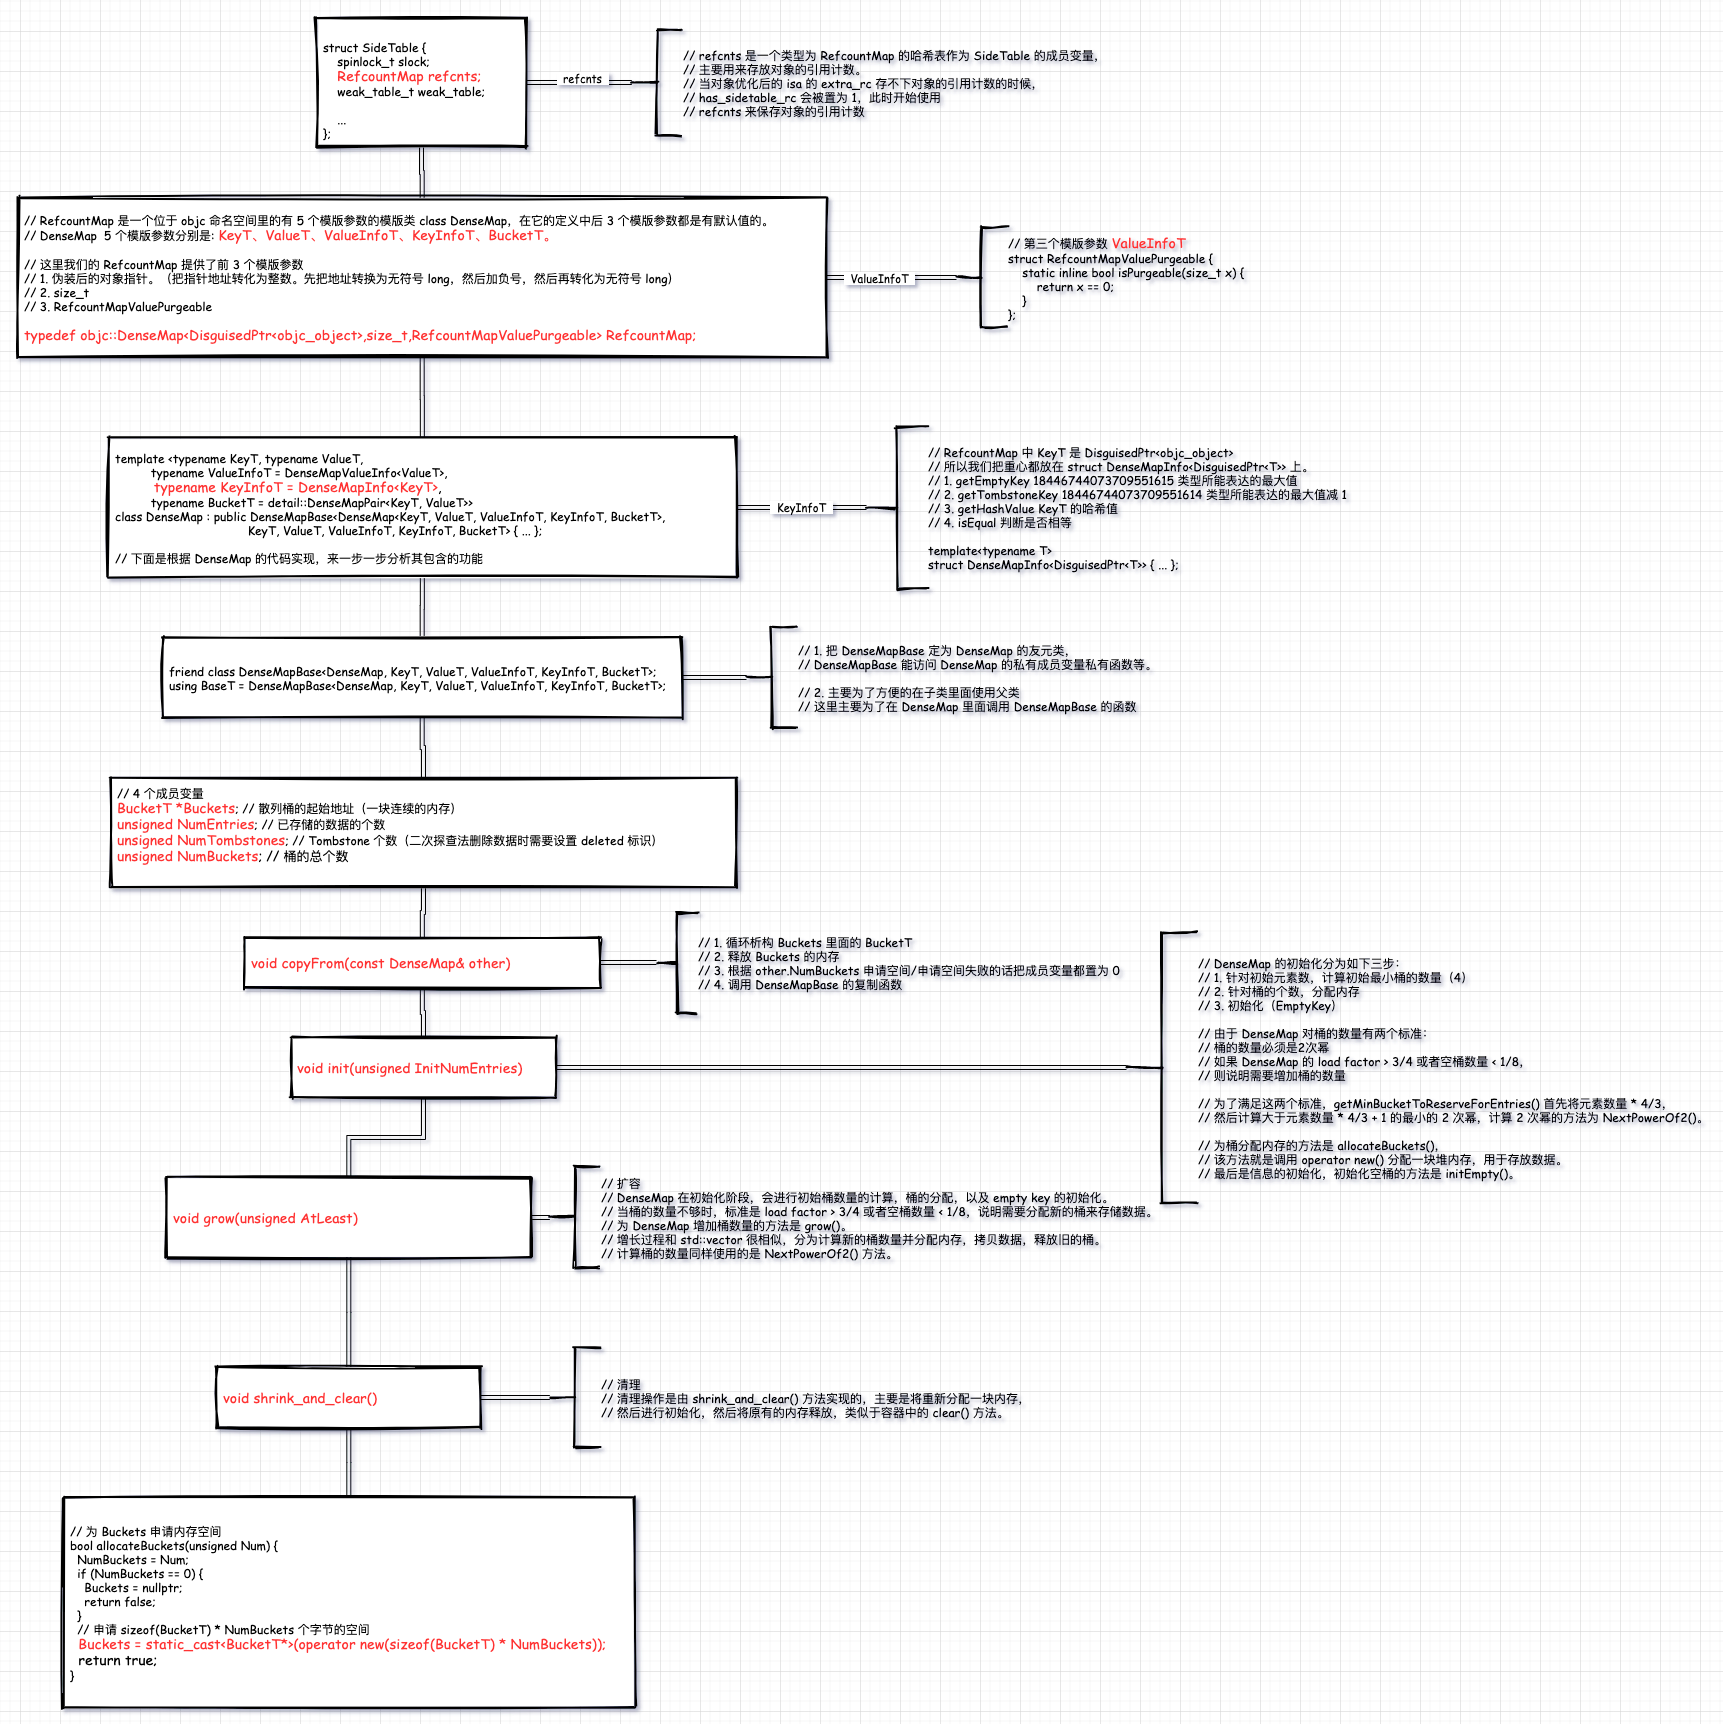 struct SideTable {
spinlock_t slock;
RefcountMap refcnts;
weak_table_t weak_table;
...
};
refcnts
// refcnts 是一个类型为 RefcountMap 的哈希表作为 SideTable 的成员变量，
// 主要用来存放对象的引用计数。
// 当对象优化后的 isa 的 extra_rc 存不下对象的引用计数的时候，
// has_sidetable_rc 会被置为 1，此时开始使用
// refcnts 来保存对象的引用计数
// RefcountMap 是一个位于 objc 命名空间里的有 5 个模版参数的模版类 class DenseMap，在它的定义中后 3 个模版参数都是有默认值的。
// DenseMap  5 个模版参数分别是: KeyT、ValueT、ValueInfoT、KeyInfoT、BucketT。
// 这里我们的 RefcountMap 提供了前 3 个模版参数
// 1. 伪装后的对象指针。（把指针地址转换为整数。先把地址转换为无符号 long，然后加负号，然后再转化为无符号 long）
// 2. size_t
// 3. RefcountMapValuePurgeable
typedef objc::DenseMap<DisguisedPtr<objc_object>,size_t,RefcountMapValuePurgeable> RefcountMap;
ValueInfoT
// 第三个模版参数 ValueInfoT
struct RefcountMapValuePurgeable {
static inline bool isPurgeable(size_t x) {
return x == 0;
}
};
template <typename KeyT, typename ValueT,
typename ValueInfoT = DenseMapValueInfo<ValueT>,
typename KeyInfoT = DenseMapInfo<KeyT>,
typename BucketT = detail::DenseMapPair<KeyT, ValueT>>
class DenseMap : public DenseMapBase<DenseMap<KeyT, ValueT, ValueInfoT, KeyInfoT, BucketT>,
KeyT, ValueT, ValueInfoT, KeyInfoT, BucketT> { ... };
// 下面是根据 DenseMap 的代码实现，来一步一步分析其包含的功能
KeyInfoT
// RefcountMap 中 KeyT 是 DisguisedPtr<objc_object>
// 所以我们把重心都放在 struct DenseMapInfo<DisguisedPtr<T>> 上。
// 1. getEmptyKey 18446744073709551615 类型所能表达的最大值
// 2. getTombstoneKey 18446744073709551614 类型所能表达的最大值减 1
// 3. getHashValue KeyT 的哈希值
// 4. isEqual 判断是否相等
template<typename T>
struct DenseMapInfo<DisguisedPtr<T>> { ... };
friend class DenseMapBase<DenseMap, KeyT, ValueT, ValueInfoT, KeyInfoT, BucketT>;
using BaseT = DenseMapBase<DenseMap, KeyT, ValueT, ValueInfoT, KeyInfoT, BucketT>;
// 1. 把 DenseMapBase 定为 DenseMap 的友元类，
// DenseMapBase 能访问 DenseMap 的私有成员变量私有函数等。
// 2. 主要为了方便的在子类里面使用父类
// 这里主要为了在 DenseMap 里面调用 DenseMapBase 的函数
// 4 个成员变量
BucketT *Buckets; // 散列桶的起始地址（一块连续的内存）
unsigned NumEntries; // 已存储的数据的个数
unsigned NumTombstones; // Tombstone 个数（二次探查法删除数据时需要设置 deleted 标识）
unsigned NumBuckets; // 桶的总个数
void copyFrom(const DenseMap& other)
// 1. 循环析构 Buckets 里面的 BucketT
// 2. 释放 Buckets 的内存
// 3. 根据 other.NumBuckets 申请空间/申请空间失败的话把成员变量都置为 0
// 4. 调用 DenseMapBase 的复制函数
void init(unsigned InitNumEntries)
// DenseMap 的初始化分为如下三步：
// 1. 针对初始元素数，计算初始最小桶的数量（4）
// 2. 针对桶的个数，分配内存
// 3. 初始化（EmptyKey）
// 由于 DenseMap 对桶的数量有两个标准：
// 桶的数量必须是2次幂
// 如果 DenseMap 的 load factor > 3/4 或者空桶数量 < 1/8，
// 则说明需要增加桶的数量
// 为了满足这两个标准，getMinBucketToReserveForEntries() 首先将元素数量 * 4/3，
// 然后计算大于元素数量 * 4/3 + 1 的最小的 2 次幂，计算 2 次幂的方法为 NextPowerOf2()。
// 为桶分配内存的方法是 allocateBuckets()，
// 该方法就是调用 operator new() 分配一块堆内存，用于存放数据。
// 最后是信息的初始化，初始化空桶的方法是 initEmpty()。
void grow(unsigned AtLeast)
// 扩容
// DenseMap 在初始化阶段，会进行初始桶数量的计算，桶的分配，以及 empty key 的初始化。
// 当桶的数量不够时，标准是 load factor > 3/4 或者空桶数量 < 1/8，说明需要分配新的桶来存储数据。
// 为 DenseMap 增加桶数量的方法是 grow()。
// 增长过程和 std::vector 很相似，分为计算新的桶数量并分配内存，拷贝数据，释放旧的桶。
// 计算桶的数量同样使用的是 NextPowerOf2() 方法。
void shrink_and_clear()
// 清理
// 清理操作是由 shrink_and_clear() 方法实现的，主要是将重新分配一块内存，
// 然后进行初始化，然后将原有的内存释放，类似于容器中的 clear() 方法。
// 为 Buckets 申请内存空间
bool allocateBuckets(unsigned Num) {
NumBuckets = Num;
if (NumBuckets == 0) {
Buckets = nullptr;
return false;
}
// 申请 sizeof(BucketT) * NumBuckets 个字节的空间
Buckets = static_cast<BucketT*>(operator new(sizeof(BucketT) * NumBuckets));
return true;
}